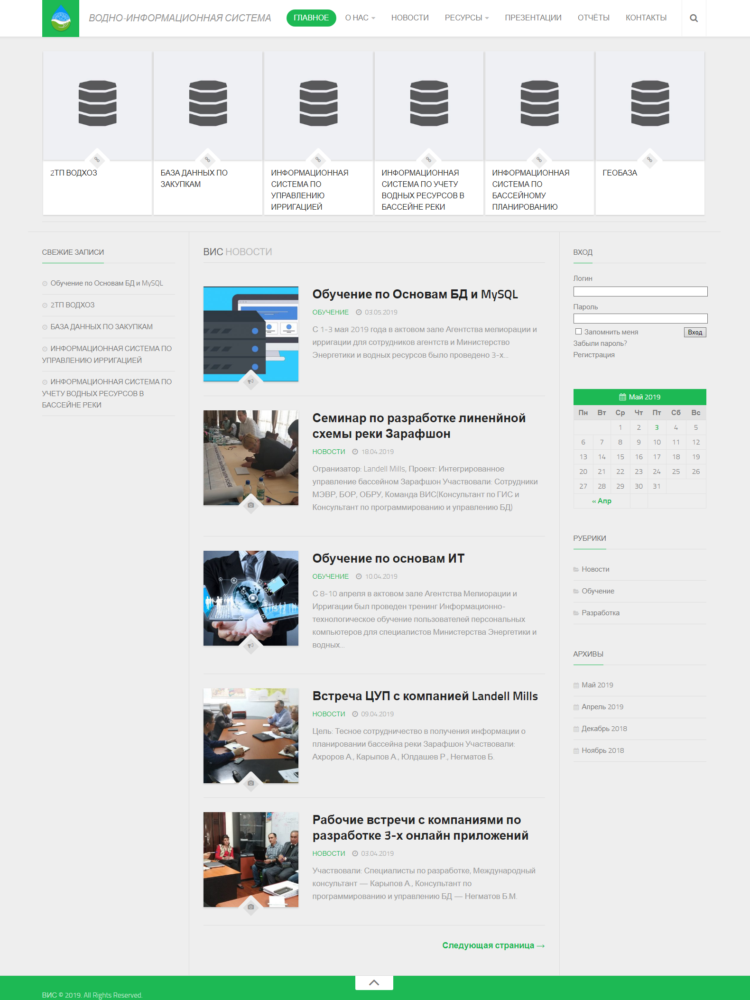 ВОДНО-ИНФОРМАЦИОННАЯ СИСТЕМА
ГЛАВНОЕ О НАС НОВОСТИ РЕСУРСЫ ПРЕЗЕНТАЦИИ ОТЧЁТЫ КОНТАКТЫ
2ТП ВОДХОЗ
БАЗА ДАННЫХ ПО
ЗАКУПКАМ
ИНФОРМАЦИОННАЯ
СИСТЕМА ПО
УПРАВЛЕНИЮ
ИРРИГАЦИЕЙ
ИНФОРМАЦИОННАЯ
СИСТЕМА ПО УЧЕТУ
ВОДНЫХ РЕСУРСОВ В
БАССЕЙНЕ РЕКИ
ИНФОРМАЦИОННАЯ
СИСТЕМА ПО
БАССЕЙНОМУ
ПЛАНИРОВАНИЮ
ГЕОБАЗА
СВЕЖИЕ ЗАПИСИ
Обучение по Основам БД и MySQL
2ТП ВОДХОЗ
БАЗА ДАННЫХ ПО ЗАКУПКАМ
ИНФОРМАЦИОННАЯ СИСТЕМА ПО
УПРАВЛЕНИЮ ИРРИГАЦИЕЙ
ИНФОРМАЦИОННАЯ СИСТЕМА ПО
УЧЕТУ ВОДНЫХ РЕСУРСОВ В
БАССЕЙНЕ РЕКИ
ВИС НОВОСТИ
Обучение по Основам БД и MySQL
ОБУЧЕНИЕ 03.05.2019
С 1-3 мая 2019 года в актовом зале Агентства мелиорации и
ирригации для сотрудников агентств и Министерство
Энергетики и водных ресурсов было проведено 3-х...
Семинар по разработке линенйной
схемы реки Зарафшон
НОВОСТИ 18.04.2019
Огранизатор: Landell Mills, Проект: Интегрированное
управление бассейном Зарафшон Участвовали: Сотрудники
МЭВР, БОР, ОБРУ, Команда ВИС(Консультант по ГИС и
Консультант по программированию и управлению БД)
Обучение по основам ИТ
ОБУЧЕНИЕ 10.04.2019
С 8-10 апреля в актовом зале Агентства Мелиорации и
Ирригации был проведен тренинг Информационно-
технологическое обучение пользователей персональных
компьютеров для специалистов Министерства Энергетики и
водных...
Встреча ЦУП с компанией Landell Mills
НОВОСТИ 09.04.2019
Цель: Тесное сотрудничество в получения информации о
планировании бассейна реки Зарафшон Участвовали:
Ахроров А., Карыпов А., Юлдашев Р., Негматов Б.
Рабочие встречи с компаниями по
разработке 3-х онлайн приложений
НОВОСТИ 03.04.2019
Участвовали: Специалисты по разработке, Международный
консультант — Карыпов А., Консультант по
программированию и управлению БД — Негматов Б.М.
Следующая страница →
ВХОД
Логин
Пароль
Запомнить меня Вход
Забыли пароль?
Регистрация
Май 2019
Пн Вт Ср Чт Пт Сб Вс
1 2 3 4 5
6 7 8 9 10 11 12
13 14 15 16 17 18 19
20 21 22 23 24 25 26
27 28 29 30 31
« Апр
РУБРИКИ
Новости
Обучение
Разработка
АРХИВЫ
Май 2019
Апрель 2019
Декабрь 2018
Ноябрь 2018
ВИС © 2019. All Rights Reserved.